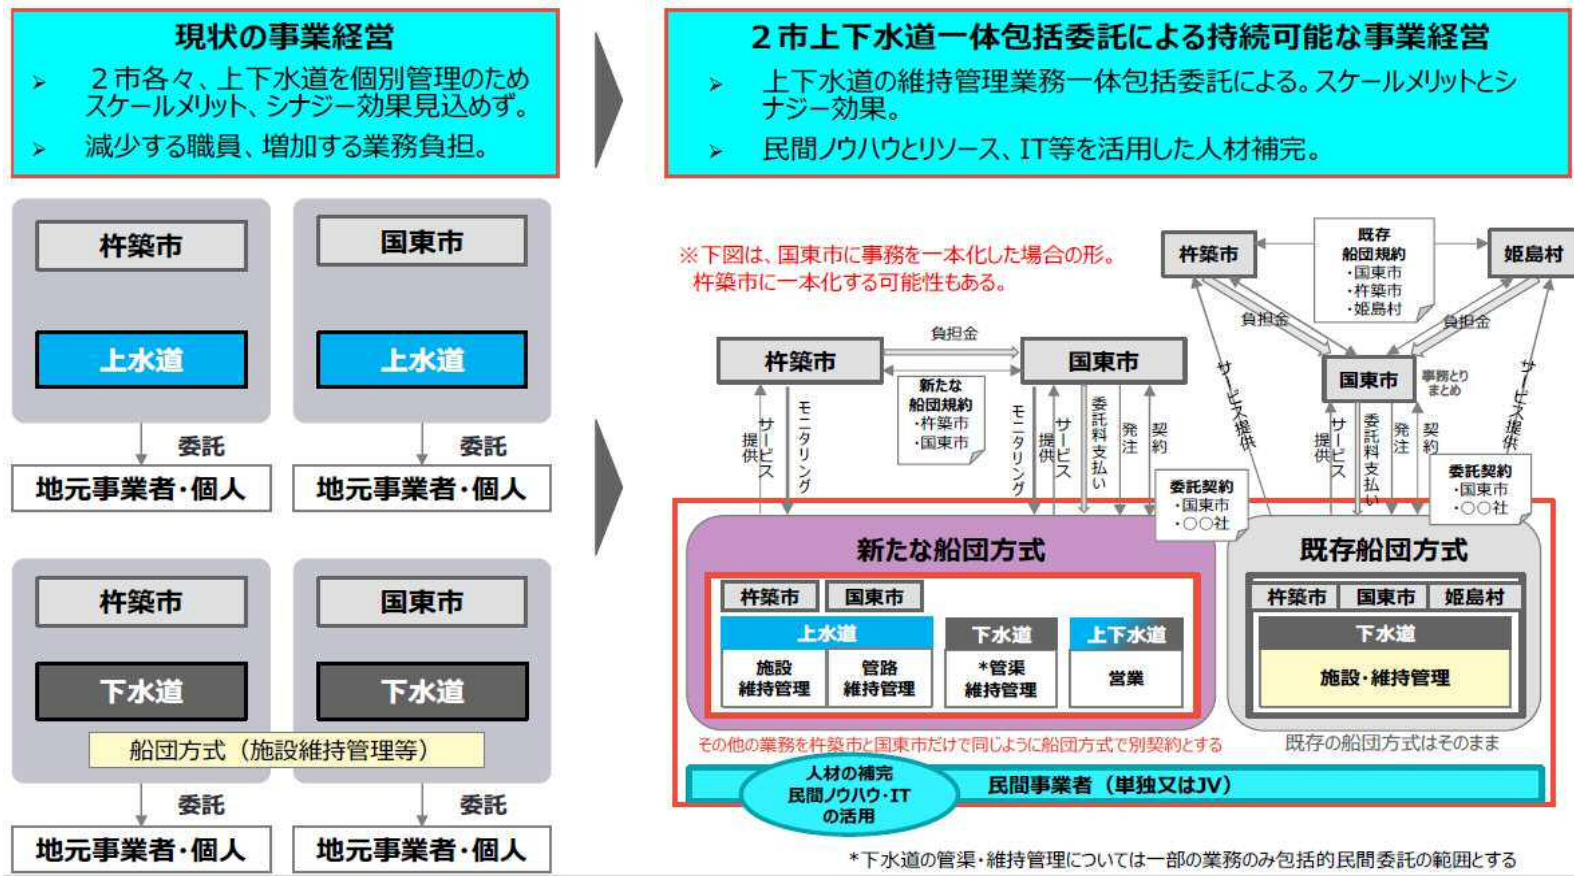 現状の事業経営
➢ 2市各々、上下水道を個別管理のため
スケールメリット、シナジー効果見込めず。
➢ 減少する職員、増加する業務負担。
2市上下水道一体包括委託による持続可能な事業経営
➢ 上下水道の維持管理業務一体包括委託による。スケールメリットとシ
ナジー効果。
➢ 民間ノウハウとリソース、IT等を活用した人材補完。
杵築市
上水道
委託
地元事業者・個人
国東市
上水道
委託
地元事業者・個人
杵築市
下水道
国東市
下水道
船団方式（施設維持管理等）
委託
地元事業者・個人
委託
地元事業者・個人
※下図は、国東市に事務を一本化した場合の形。
杵築市に一本化する可能性もある。
杵築市
負担金
国東市
新たな
船団規約
・杵築市
・国東市
サービス
提供
モニタリング
モニタリング
サービス
提供
委託料支払い
発注
契約
委託契約
・国東市
・○○社
杵築市
既存
船団規約
・国東市
・杵築市
・姫島村
姫島村
負担金
負担金
国東市
事務とり
まとめ
サービス提供
サービス
提供
委託料支払い
発注
契約
サービス提供
委託契約
・国東市
・○○社
新たな船団方式
杵築市
国東市
上水道
下水道
上下水道
施設
維持管理
管路
維持管理
*管渠
維持管理
営業
既存船団方式
杵築市
国東市
姫島村
下水道
施設・維持管理
その他の業務を杵築市と国東市だけで同じように船団方式で別契約とする
既存の船団方式はそのまま
人材の補完
民間ノウハウ・IT
の活用
民間事業者（単独又はJV）
*下水道の管渠・維持管理については一部の業務のみ包括的民間委託の範囲とする